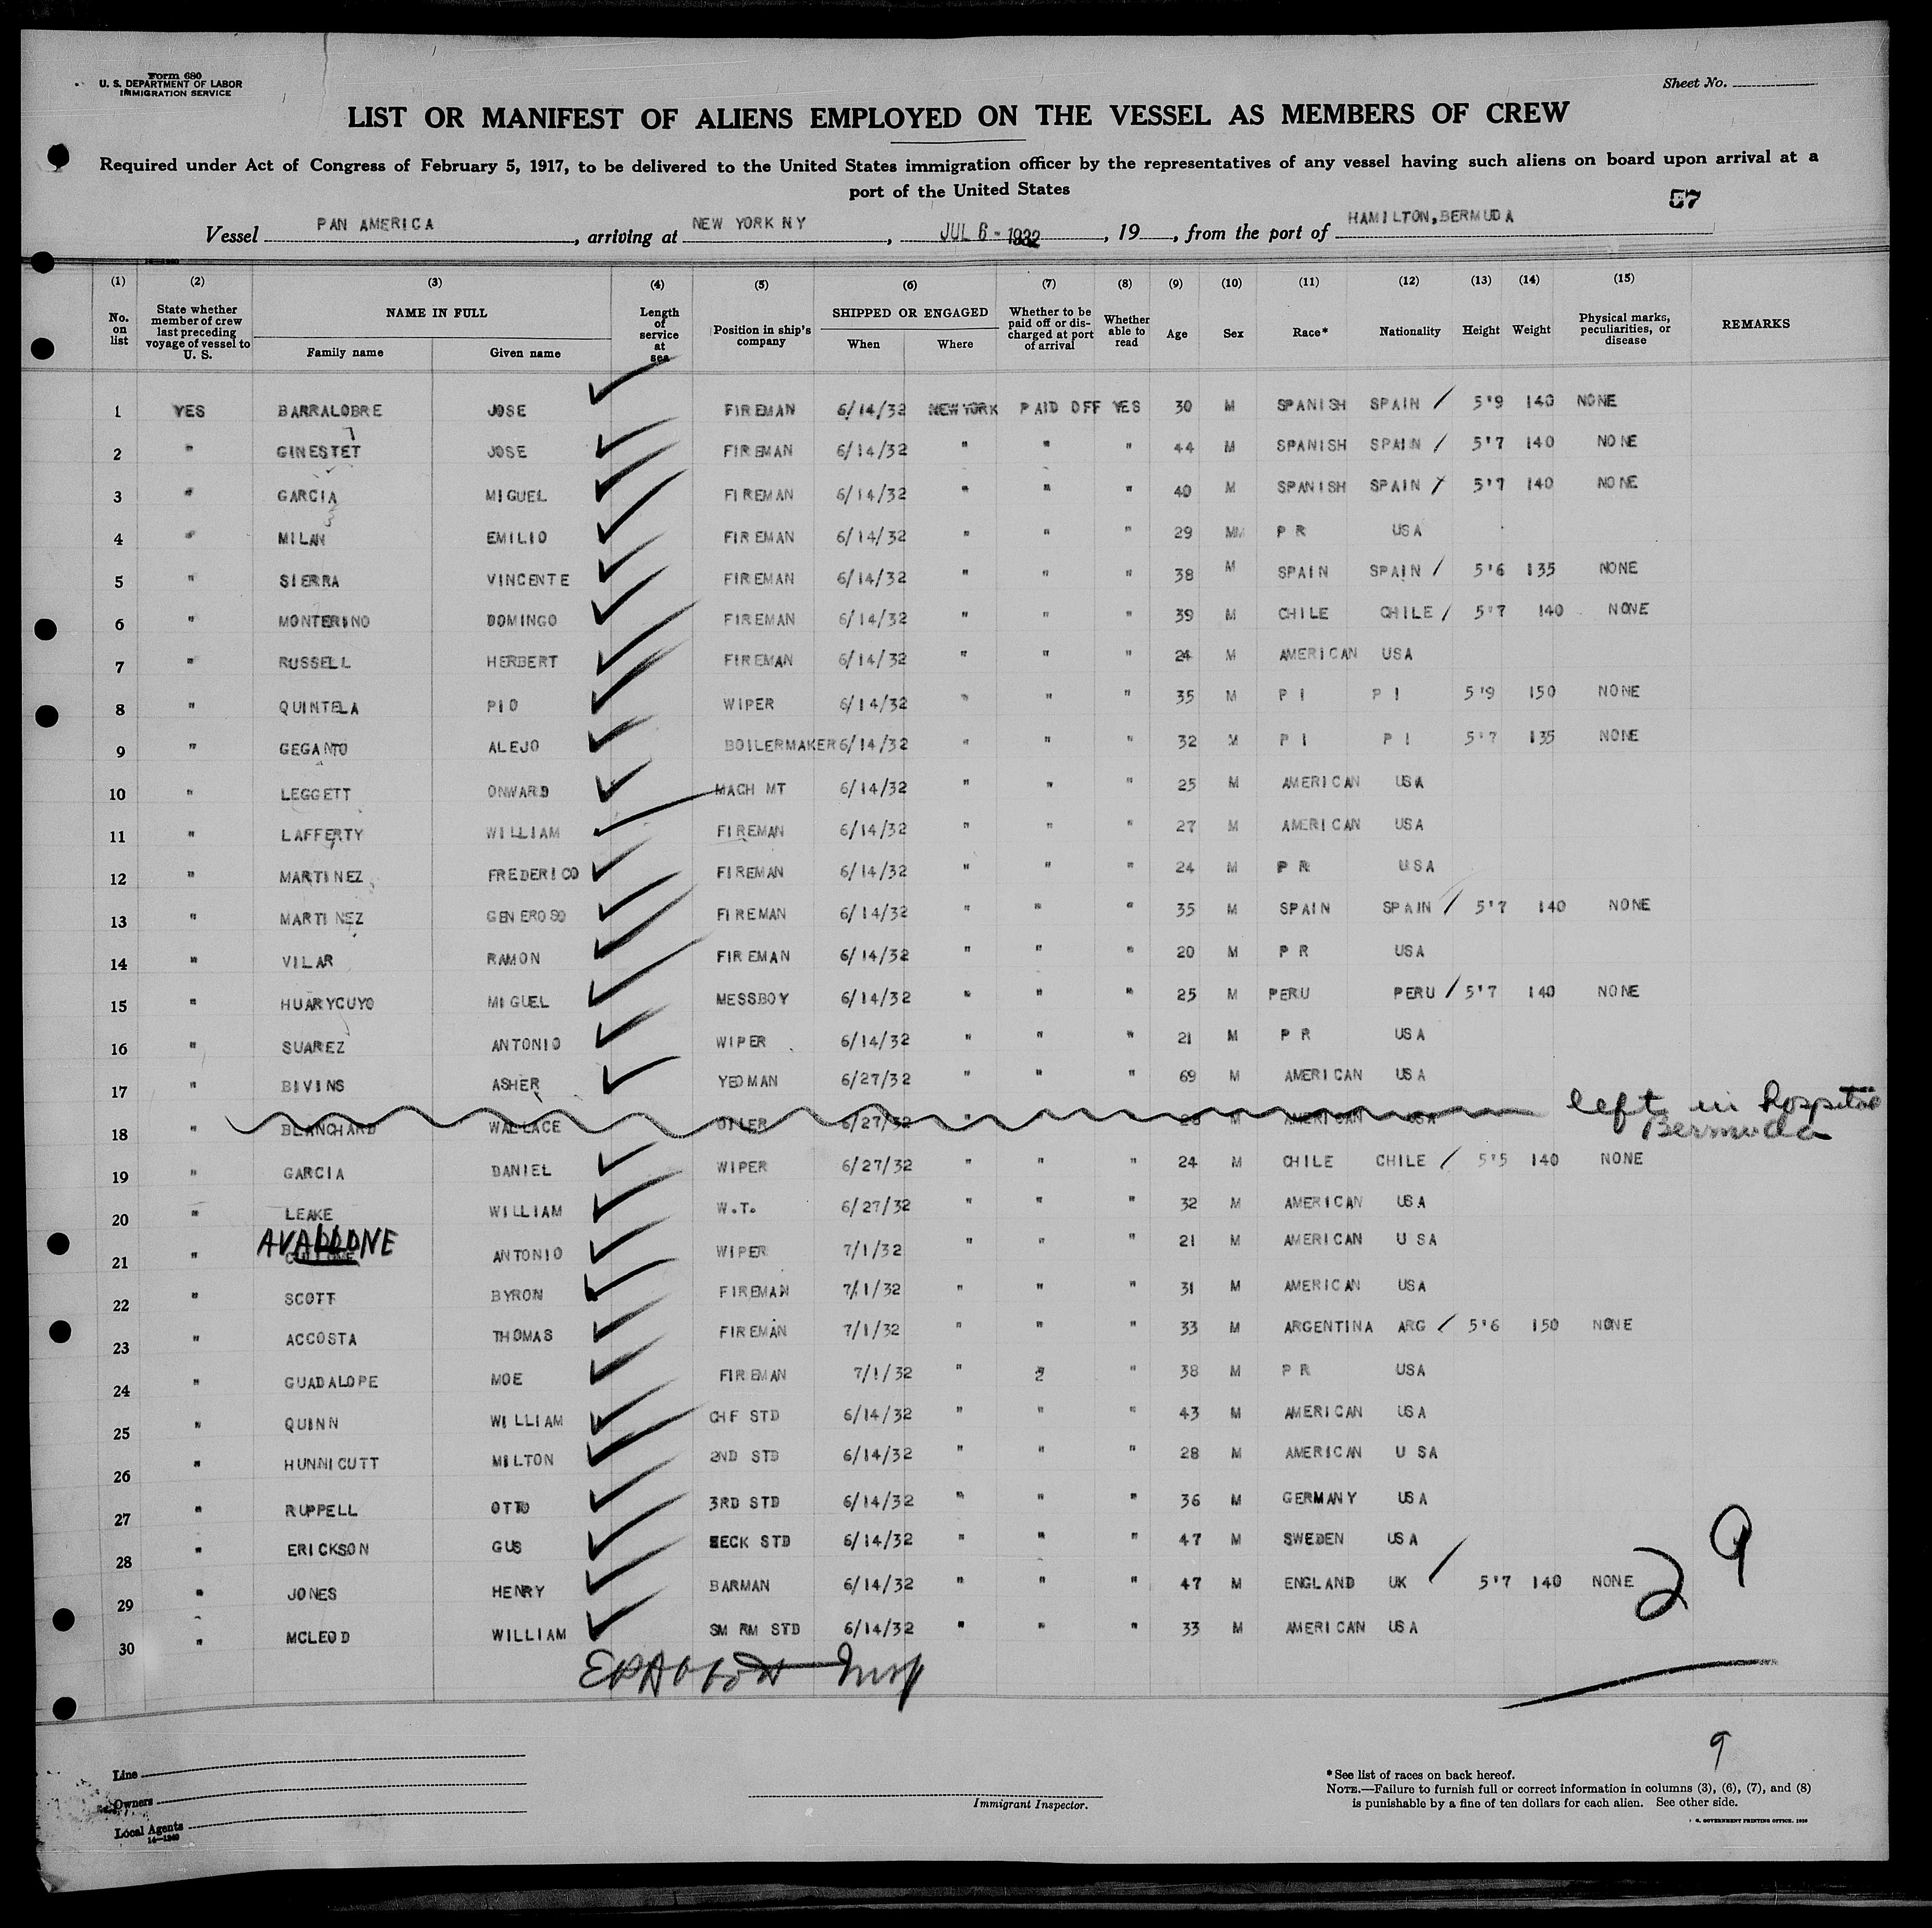 Form 680
U. S. DEPARTMENT OF LABOR
IMMIGRATION SERVICE
Sheet No.
LIST OR MANIFEST OF ALIENS EMPLOYED ON THE VESSEL AS MEMBERS OF CREW
Required under Act of Congress of February 5, 1917, to be delivered to the United States immigration officer by the representatives of any vessel having such aliens on board upon arrival at a
port of the United States
57
Vessel PAN AMERICA, arriving at NEW YORK NY, JUL 6 - 1932, 19, from the port of HAMILTON, BERMUDA
(1) (2) (3) (4) (5) (6) (7) (8) (9) (10) (11) (12) (13) (14) (15)
No. on list State whether member of crew last preceding voyage of vessel to U. S. NAME IN FULL Family name Given name Length of service at sea Position in ship's company SHIPPED OR ENGAGED When Where Whether to be paid off or discharged at port of arrival Whether able to read Age Sex Race* Nationality Height Weight Physical marks, peculiarities, or disease REMARKS
1 YES BARRALOBRE JOSE FIREMAN 6/14/32 NEW YORK PAID OFF YES 30 M SPANISH SPAIN / 5'9 140 NONE
2 " GINESTET JOSE FIREMAN 6/14/32 " " " 44 M SPANISH SPAIN / 5'7 140 NONE
3 " GARCIA MIGUEL FIREMAN 6/14/32 " " " 40 M SPANISH SPAIN / 5'7 140 NONE
4 " MILAN EMILIO FIREMAN 6/14/32 " " " 29 MM P R USA
5 " SIERRA VINCENTE FIREMAN 6/14/32 " " " 38 M SPAIN SPAIN / 5'6 135 NONE
6 " MONTERINO DOMINGO FIREMAN 6/14/32 " " " 39 M CHILE CHILE / 5'7 140 NONE
7 " RUSSELL HERBERT FIREMAN 6/14/32 " " " 24 M AMERICAN USA
8 " QUINTELA PIO WIPER 6/14/32 " " " 35 M P I P I 5'9 150 NONE
9 " GEGANTO ALEJO BOILERMAKER 6/14/32 " " " 32 M P I P I 5'7 135 NONE
10 " LEGGETT ONWARD MACH MT 6/14/32 " " " 25 M AMERICAN USA
11 " LAFFERTY WILLIAM FIREMAN 6/14/32 " " " 27 M AMERICAN USA
12 " MARTINEZ FREDERICO FIREMAN 6/14/32 " " " 24 M P R USA
13 " MARTINEZ GENEROSO FIREMAN 6/14/32 " " " 35 M SPAIN SPAIN / 5'7 140 NONE
14 " VILAR RAMON FIREMAN 6/14/32 " " " 20 M P R USA
15 " HUARYCUYO MIGUEL MESSBOY 6/14/32 " " " 25 M PERU PERU / 5'7 140 NONE
16 " SUAREZ ANTONIO WIPER 6/14/32 " " " 21 M P R USA
17 " BIVINS ASHER YEOMAN 6/27/32 " " " 69 M AMERICAN USA
18 " BLANCHARD WALLACE OILER 6/27/32 " M AMERICAN USA left in hospital
Bermuda
19 " GARCIA DANIEL WIPER 6/27/32 " " " 24 M CHILE CHILE / 5'5 140 NONE
20 " LEAKE WILLIAM W.T. 6/27/32 " " " 32 M AMERICAN USA
21 " AVALLONE ANTONIO WIPER 7/1/32 " " " 21 M AMERICAN USA
22 " SCOTT BYRON FIREMAN 7/1/32 " " " 31 M AMERICAN USA
23 " ACCOSTA THOMAS FIREMAN 7/1/32 " " " 33 M ARGENTINA ARG / 5'6 150 NONE
24 " GUADALOPE MOE FIREMAN 7/1/32 " 2 " 38 M P R USA
25 " QUINN WILLIAM CHF STD 6/14/32 " " " 43 M AMERICAN USA
26 " HUNNICUTT MILTON 2ND STD 6/14/32 " " " 28 M AMERICAN USA
27 " RUPPELL OTTO 3RD STD 6/14/32 " " " 36 M GERMANY USA
28 " ERICKSON GUS ECK STD 6/14/32 " " " 47 M SWEDEN USA
29 " JONES HENRY BARMAN 6/14/32 " " " 47 M ENGLAND UK / 5'7 140 NONE
30 " MCLEOD WILLIAM SM RM STD 6/14/32 " " " 33 M AMERICAN USA
29
9
Line
Owners
Local Agents
14—1240
Immigrant Inspector.
* See list of races on back hereof.
NOTE.—Failure to furnish full or correct information in columns (3), (6), (7), and (8)
is punishable by a fine of ten dollars for each alien. See other side.